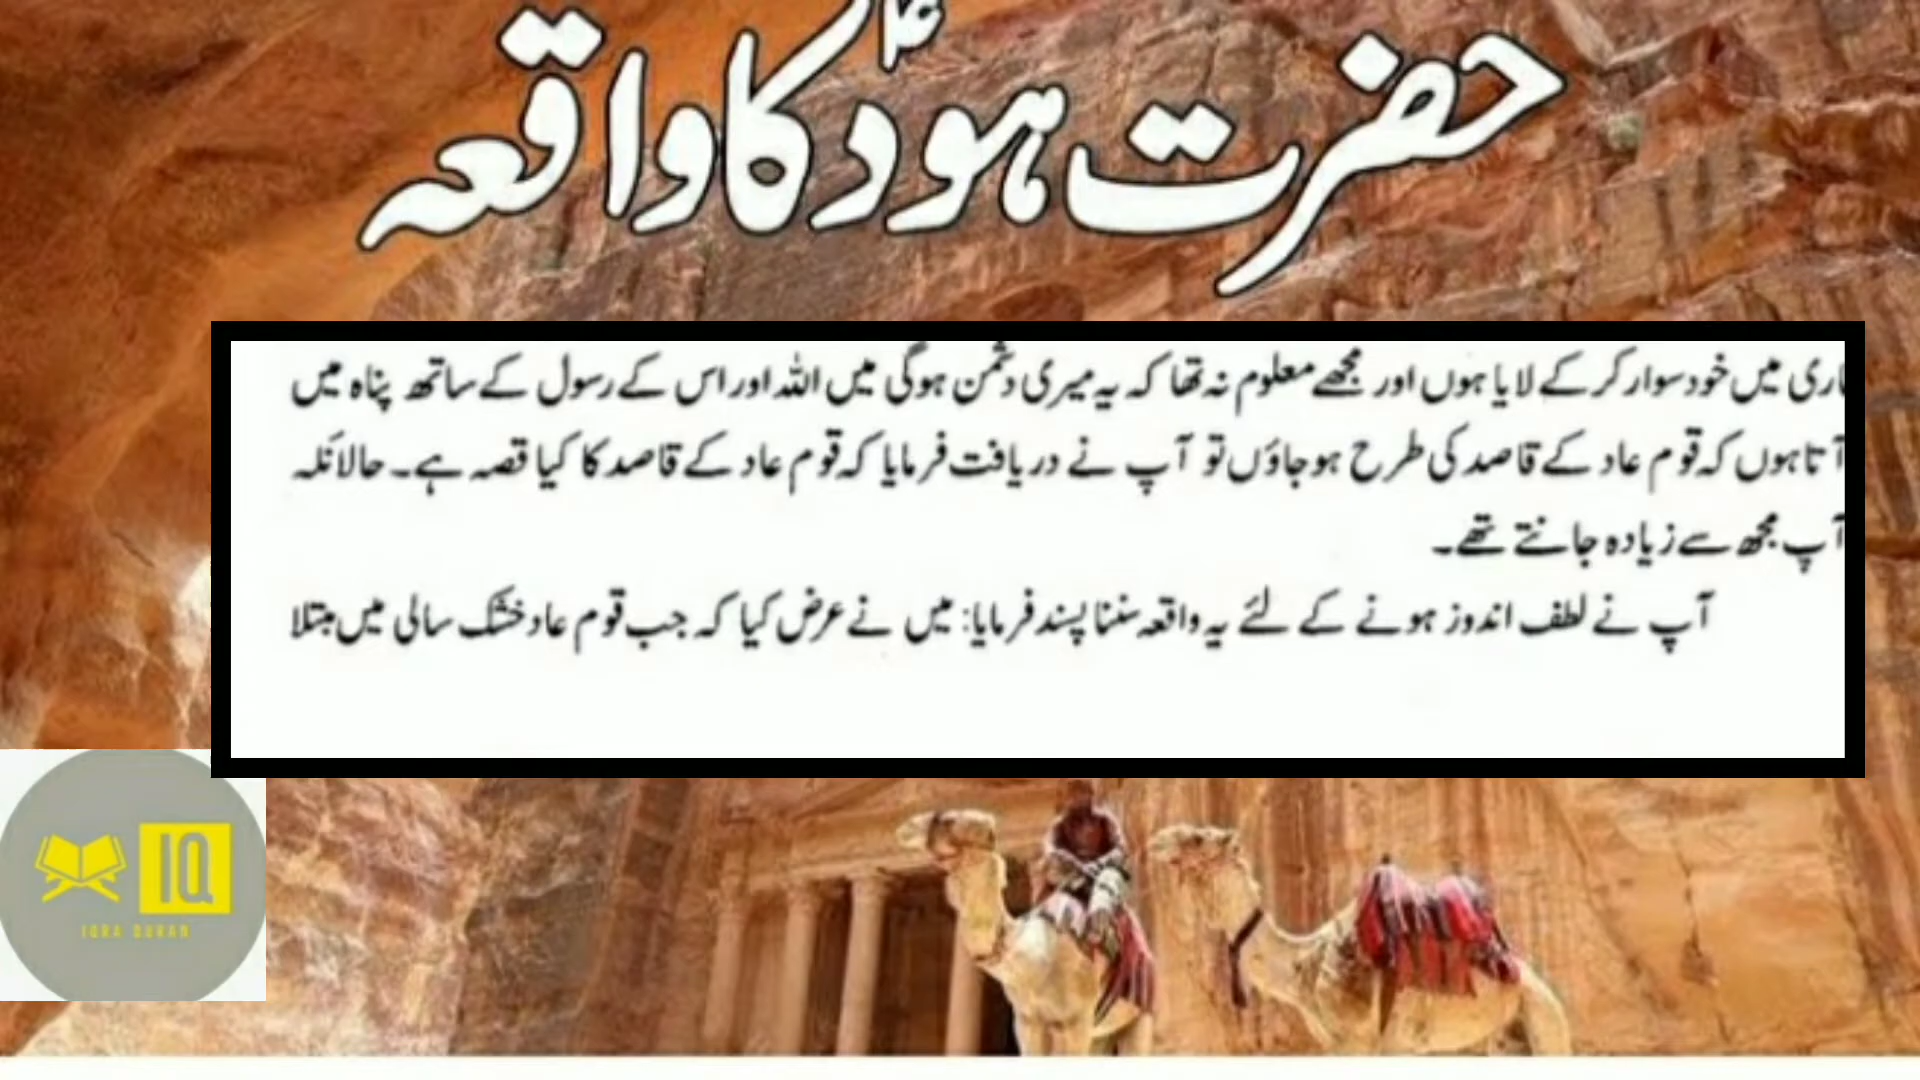 حضرت ہودؑ کا واقعہ
میں خود سوار کر کے لایا ہوں اور مجھے معلوم نہ تھا کہ یہ میری دشمن ہوگی میں اللہ اور اس کے رسول کے ساتھ پناہ میں
آتا ہوں کہ قوم عاد کے قاصد کی طرح ہو جاؤں تو آپ نے دریافت فرمایا کہ قوم عاد کے قاصد کا کیا قصہ ہے۔ حالانکہ
آپ مجھ سے زیادہ جانتے تھے۔
آپ نے لطف اندوز ہونے کے لئے یہ واقعہ سننا پسند فرمایا: میں نے عرض کیا کہ جب قوم عاد خشک سالی میں مبتلا
IQ
IQRA QURAN